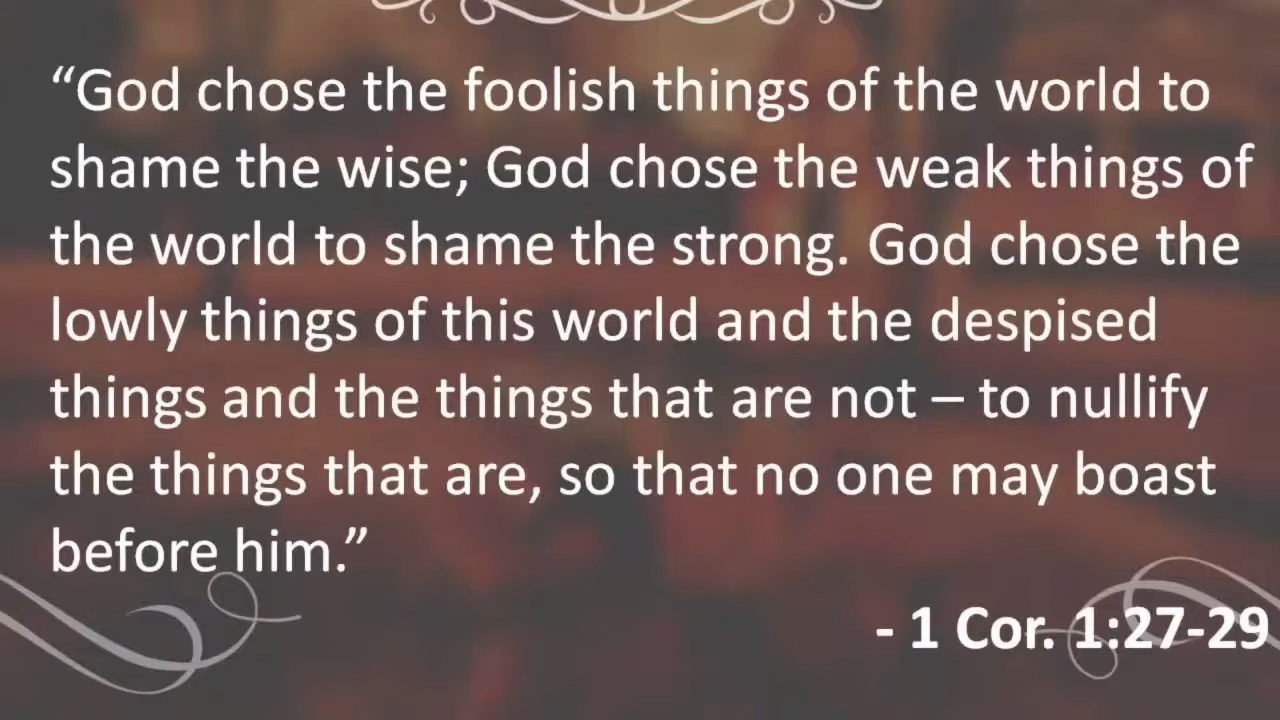 “God chose the foolish things of the world to
shame the wise; God chose the weak things of
the world to shame the strong. God chose the
lowly things of this world and the despised
things and the things that are not – to nullify
the things that are, so that no one may boast
before him.”
- 1 Cor. 1:27-29